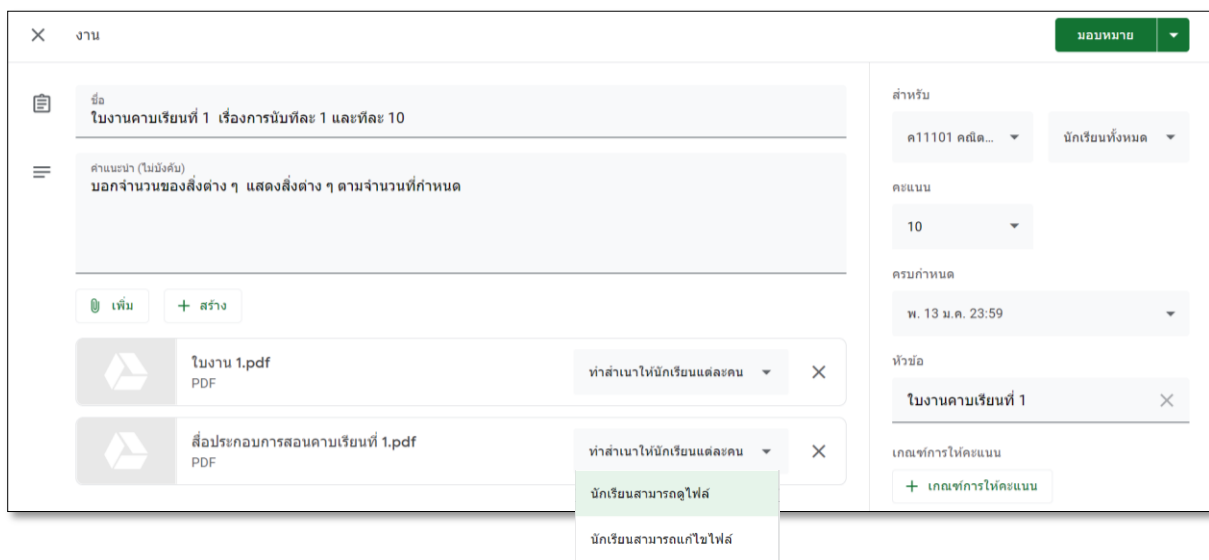 งาน
มอบหมาย
ชื่อ
ใบงานคาบเรียนที่ 1 เรื่องการนับทีละ 1 และทีละ 10
คำแนะนำ (ไม่บังคับ)
บอกจำนวนของสิ่งต่าง ๆ แสดงสิ่งต่าง ๆ ตามจำนวนที่กำหนด
เพิ่ม
สร้าง
ใบงาน 1.pdf
PDF
ทำสำเนาให้นักเรียนแต่ละคน
สื่อประกอบการสอนคาบเรียนที่ 1.pdf
PDF
ทำสำเนาให้นักเรียนแต่ละคน
นักเรียนสามารถดูไฟล์
นักเรียนสามารถแก้ไขไฟล์
สำหรับ
ค11101 คณิต...
นักเรียนทั้งหมด
คะแนน
10
ครบกำหนด
พ. 13 ม.ค. 23:59
หัวข้อ
ใบงานคาบเรียนที่ 1
เกณฑ์การให้คะแนน
+ เกณฑ์การให้คะแนน